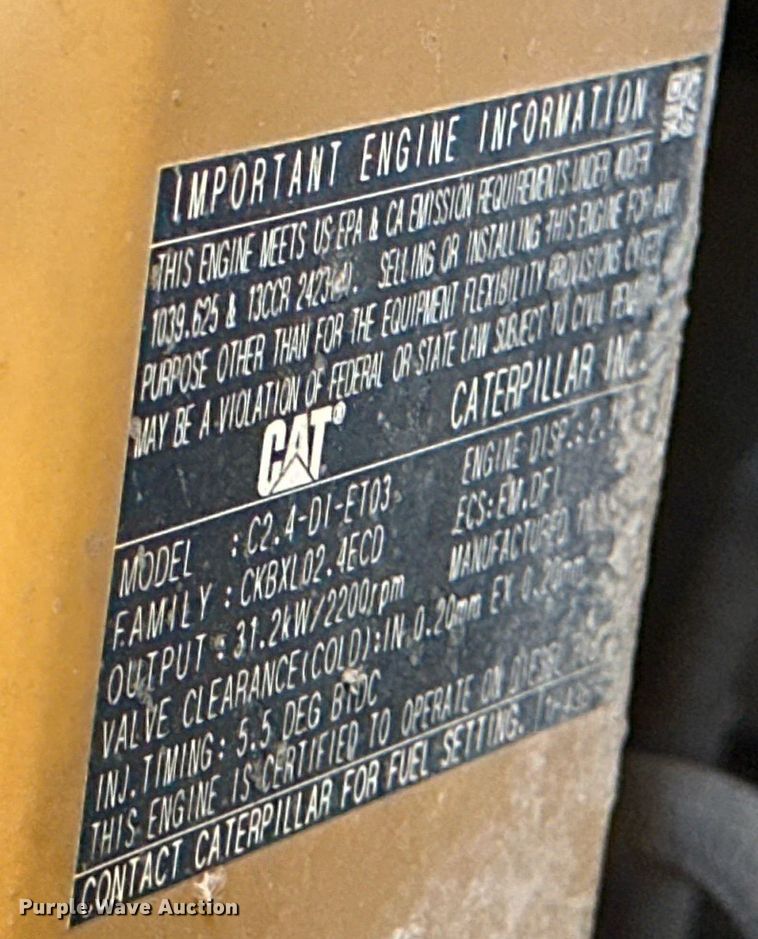 IMPORTANT ENGINE INFORMATION
THIS ENGINE MEETS US EPA & CA EMISSION REQUIREMENTS UNDER
1039.625 & 13CCR 2423(d). SELLING OR INSTALLING THIS ENGINE FOR ANY
PURPOSE OTHER THAN FOR THE EQUIPMENT FLEXIBILITY PROVISIONS CITED
MAY BE A VIOLATION OF FEDERAL OR STATE LAW SUBJECT TO CIVIL
CAT® CATERPILLAR INC.
MODEL : C2.4-DI-ET03 ENGINE DISP.:
FAMILY : CKBXL02.4ECD ECS: EM,DFI
OUTPUT : 31.2kW/2200rpm MANUFACTURED
VALVE CLEARANCE(COLD):IN 0.20mm EX 0.20mm
INJ.TIMING: 5.5 DEG BTDC
THIS ENGINE IS CERTIFIED TO OPERATE ON DIESEL
CONTACT CATERPILLAR FOR FUEL SETTING.
Purple Wave Auction